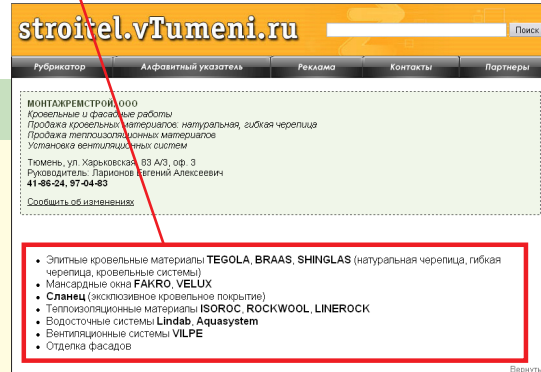 stroitel.vTumeni.ru
Поиск
Рубрикатор Алфавитный указатель Реклама Контакты Партнеры
МОНТАЖРЕМСТРОЙ, ООО
Кровельные и фасадные работы
Продажа кровельных материалов: натуральная, гибкая черепица
Продажа теплоизоляционных материалов
Установка вентиляционных систем
Тюмень, ул. Харьковская, 83 А/3, оф. 3
Руководитель: Ларионов Евгений Алексеевич
41-86-24, 97-04-83
Сообщить об изменениях
• Элитные кровельные материалы TEGOLA, BRAAS, SHINGLAS (натуральная черепица, гибкая
черепица, кровельные системы)
• Мансардные окна FAKRO, VELUX
• Сланец (эксклюзивное кровельное покрытие)
• Теплоизоляционные материалы ISOROC, ROCKWOOL, LINEROCK
• Водосточные системы Lindab, Aquasystem
• Вентиляционные системы VILPE
• Отделка фасадов
Вернуть